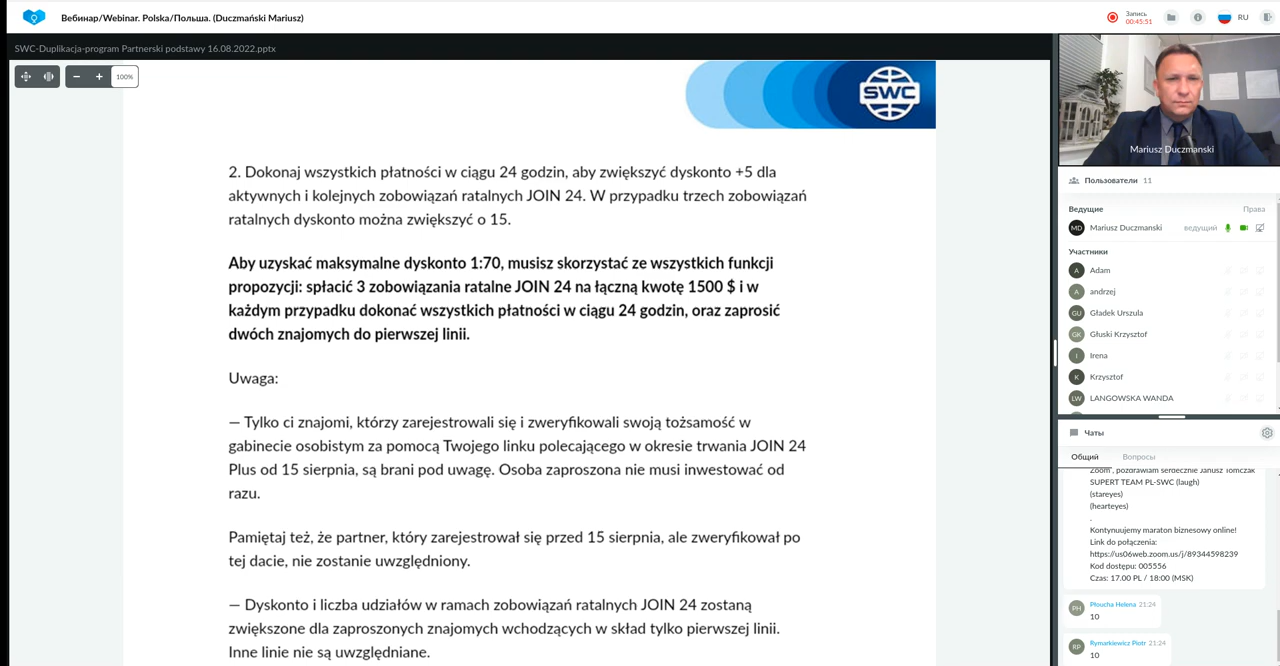 Вебинар/Webinar. Polska/Польша. (Duczmański Mariusz)
Запись
00:45:51
RU
SWC-Duplikacja-program Partnerski podstawy 16.08.2022.pptx
100%
SWC
2. Dokonaj wszystkich płatności w ciągu 24 godzin, aby zwiększyć dyskonto +5 dla
aktywnych i kolejnych zobowiązań ratalnych JOIN 24. W przypadku trzech zobowiązań
ratalnych dyskonto można zwiększyć o 15.
Aby uzyskać maksymalne dyskonto 1:70, musisz skorzystać ze wszystkich funkcji
propozycji: spłacić 3 zobowiązania ratalne JOIN 24 na łączną kwotę 1500 $ i w
każdym przypadku dokonać wszystkich płatności w ciągu 24 godzin, oraz zaprosić
dwóch znajomych do pierwszej linii.
Uwaga:
— Tylko ci znajomi, którzy zarejestrowali się i zweryfikowali swoją tożsamość w
gabinecie osobistym za pomocą Twojego linku polecającego w okresie trwania JOIN 24
Plus od 15 sierpnia, są brani pod uwagę. Osoba zaproszona nie musi inwestować od
razu.
Pamiętaj też, że partner, który zarejestrował się przed 15 sierpnia, ale zweryfikował po
tej dacie, nie zostanie uwzględniony.
— Dyskonto i liczba udziałów w ramach zobowiązań ratalnych JOIN 24 zostaną
zwiększone dla zaproszonych znajomych wchodzących w skład tylko pierwszej linii.
Inne linie nie są uwzględniane.
Mariusz Duczmanski
Пользователи 11
Ведущие Права
MD Mariusz Duczmanski ведущий
Участники
A Adam
A andrzej
GU Gładek Urszula
GK Głuski Krzysztof
I Irena
K Krzysztof
LW LANGOWSKA WANDA
Чаты
Общий Вопросы
Zoom", pozdrawiam serdecznie Janusz Tomczak
SUPERT TEAM PL-SWC (laugh)
(stareyes)
(hearteyes)
.
Kontynuujemy maraton biznesowy online!
Link do połączenia:
https://us06web.zoom.us/j/89344598239
Kod dostępu: 005556
Czas: 17.00 PL / 18:00 (MSK)
PH Płoucha Helena 21:24
10
RP Rymarkiewicz Piotr 21:24
10